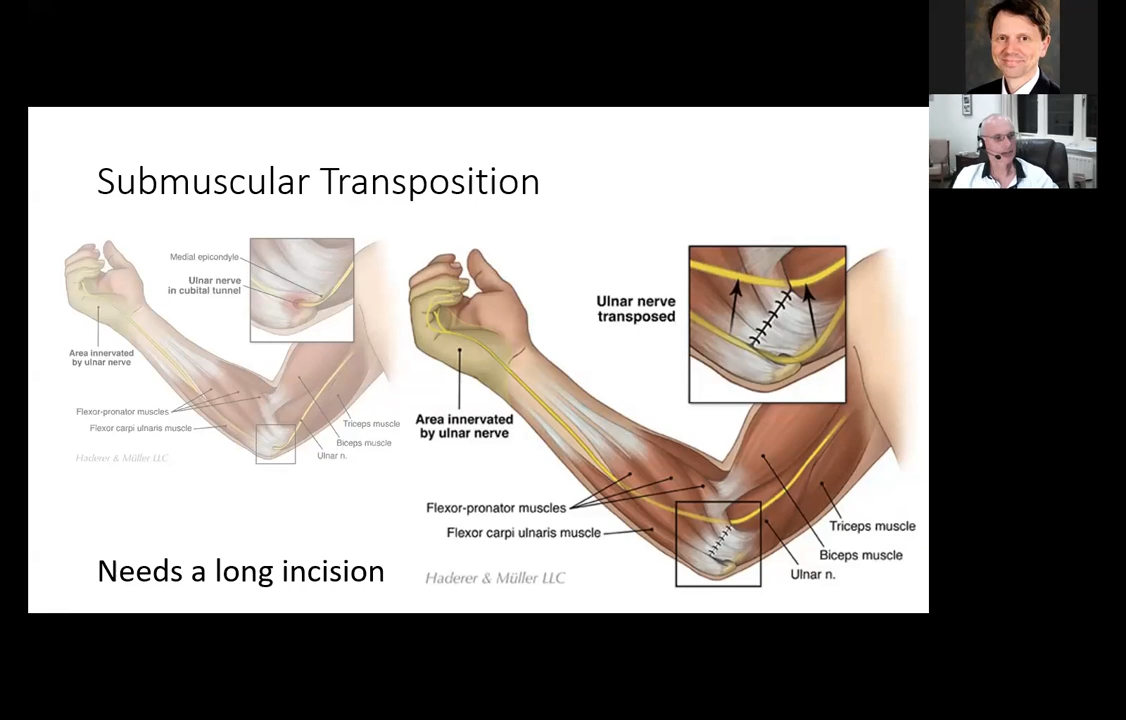 Submuscular Transposition
Medial epicondyle
Ulnar nerve
in cubital tunnel
Area innervated
by ulnar nerve
Flexor-pronator muscles
Flexor carpi ulnaris muscle
Triceps muscle
Biceps muscle
Ulnar n.
Haderer & Müller LLC
Ulnar nerve
transposed
Area innervated
by ulnar nerve
Flexor-pronator muscles
Flexor carpi ulnaris muscle
Triceps muscle
Biceps muscle
Ulnar n.
Haderer & Müller LLC
Needs a long incision